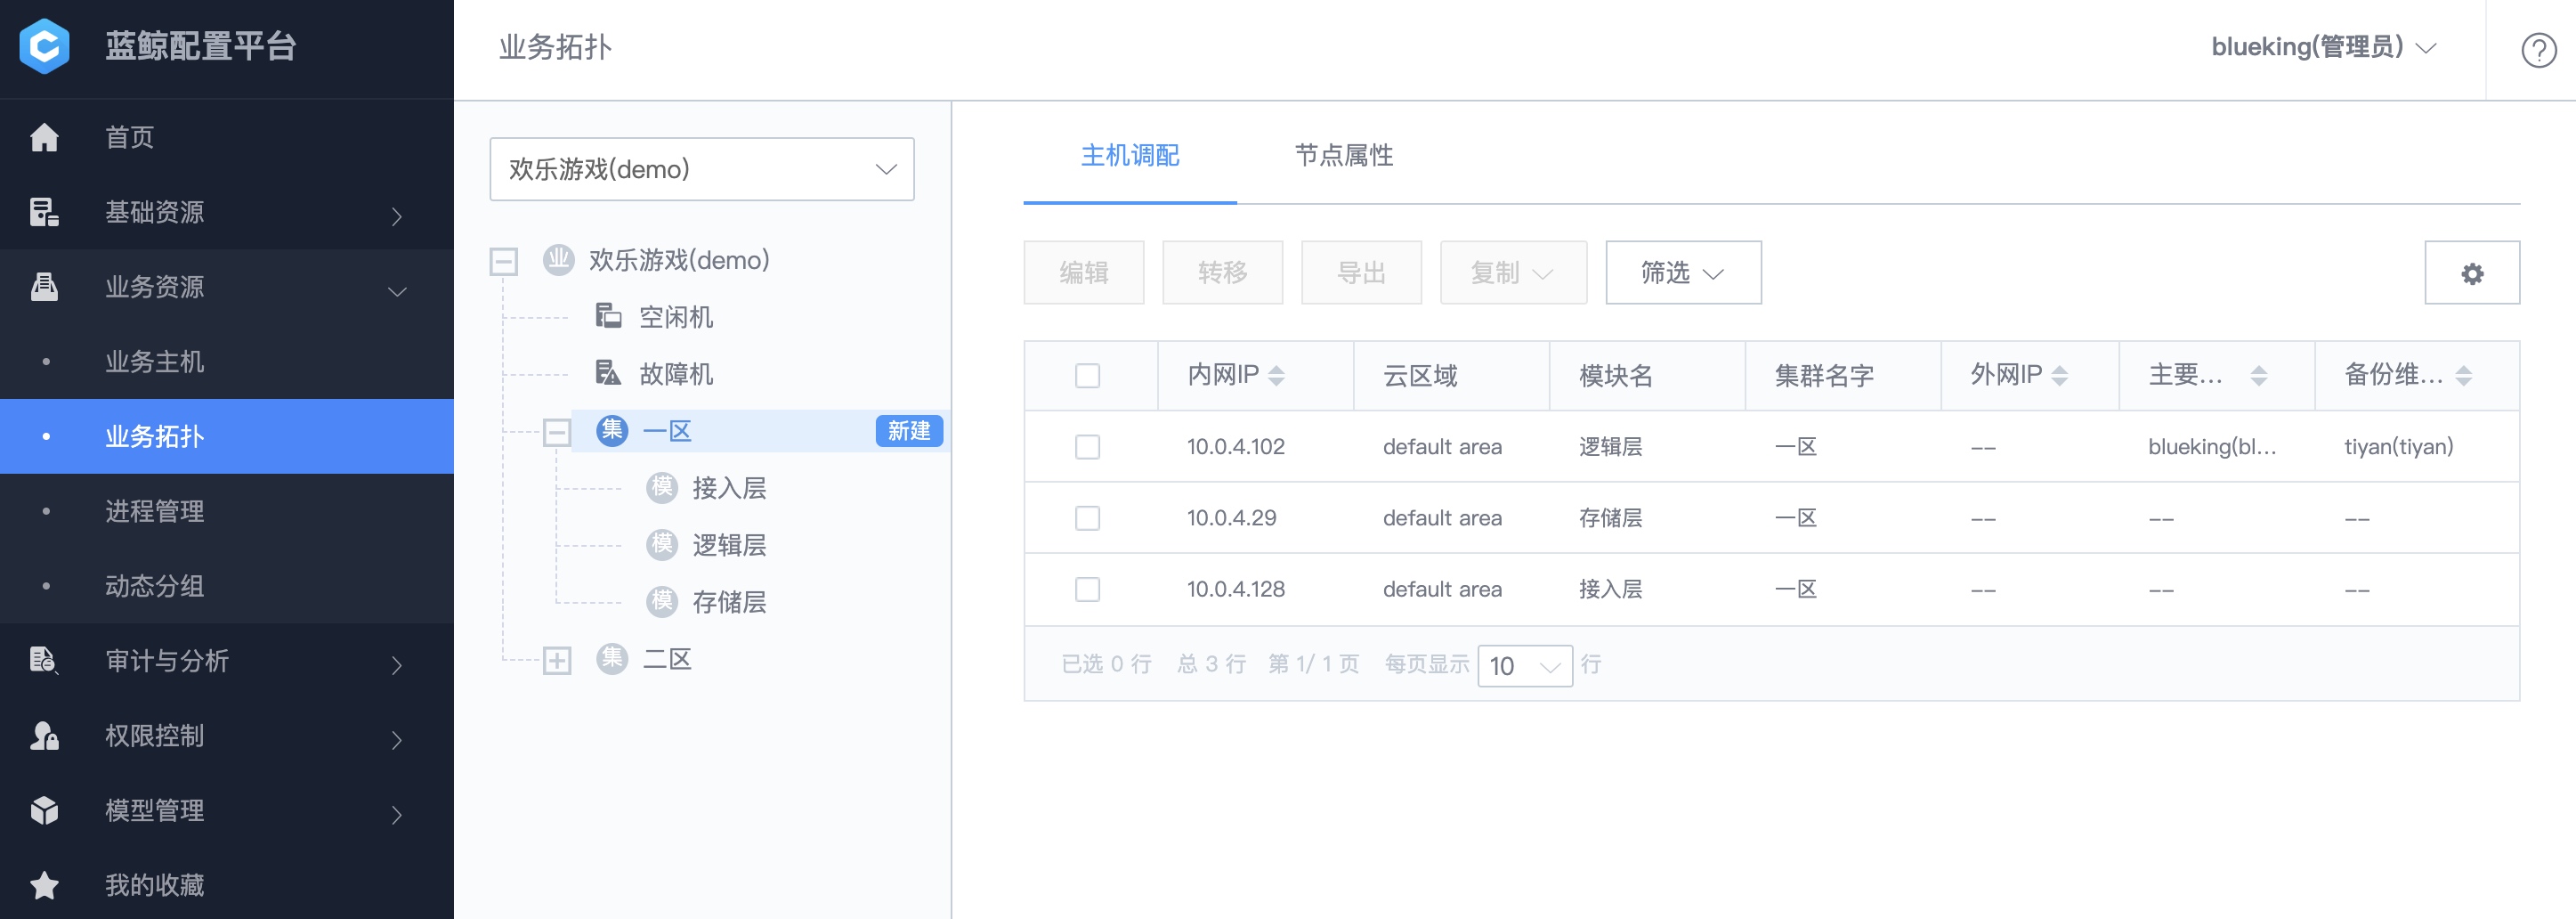 蓝鲸配置平台
首页
基础资源
业务资源
业务主机
业务拓扑
进程管理
动态分组
审计与分析
权限控制
模型管理
我的收藏
业务拓扑
blueking(管理员)
欢乐游戏(demo)
业 欢乐游戏(demo)
空闲机
故障机
集 一区 新建
模 接入层
模 逻辑层
模 存储层
集 二区
主机调配 节点属性
编辑 转移 导出 复制 筛选
内网IP 云区域 模块名 集群名字 外网IP 主要... 备份维...
10.0.4.102 default area 逻辑层 一区 -- blueking(bl... tiyan(tiyan)
10.0.4.29 default area 存储层 一区 -- -- --
10.0.4.128 default area 接入层 一区 -- -- --
已选 0 行 总 3 行 第 1/ 1 页 每页显示 10 行